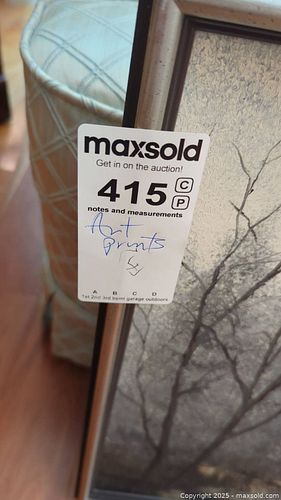 maxsold
Get in on the auction!
415 C
P
notes and measurements
Art
prints
A B C D
1st 2nd 3rd bsmt garage outdoors
Copyright © 2025 - maxsold.com